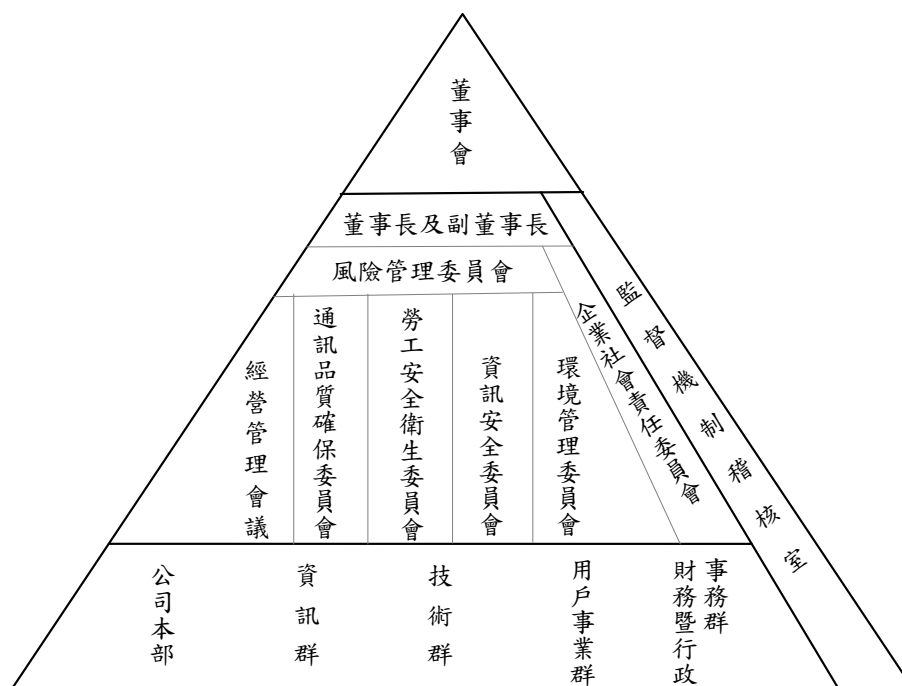 董事會
董事長及副董事長
風險管理委員會
經營管理會議
通訊品質確保委員會
勞工安全衛生委員會
資訊安全委員會
環境管理委員會
企業社會責任委員會
監督機制稽核室
公司本部
資訊群
技術群
用戶事業群
財務暨行政
事務群